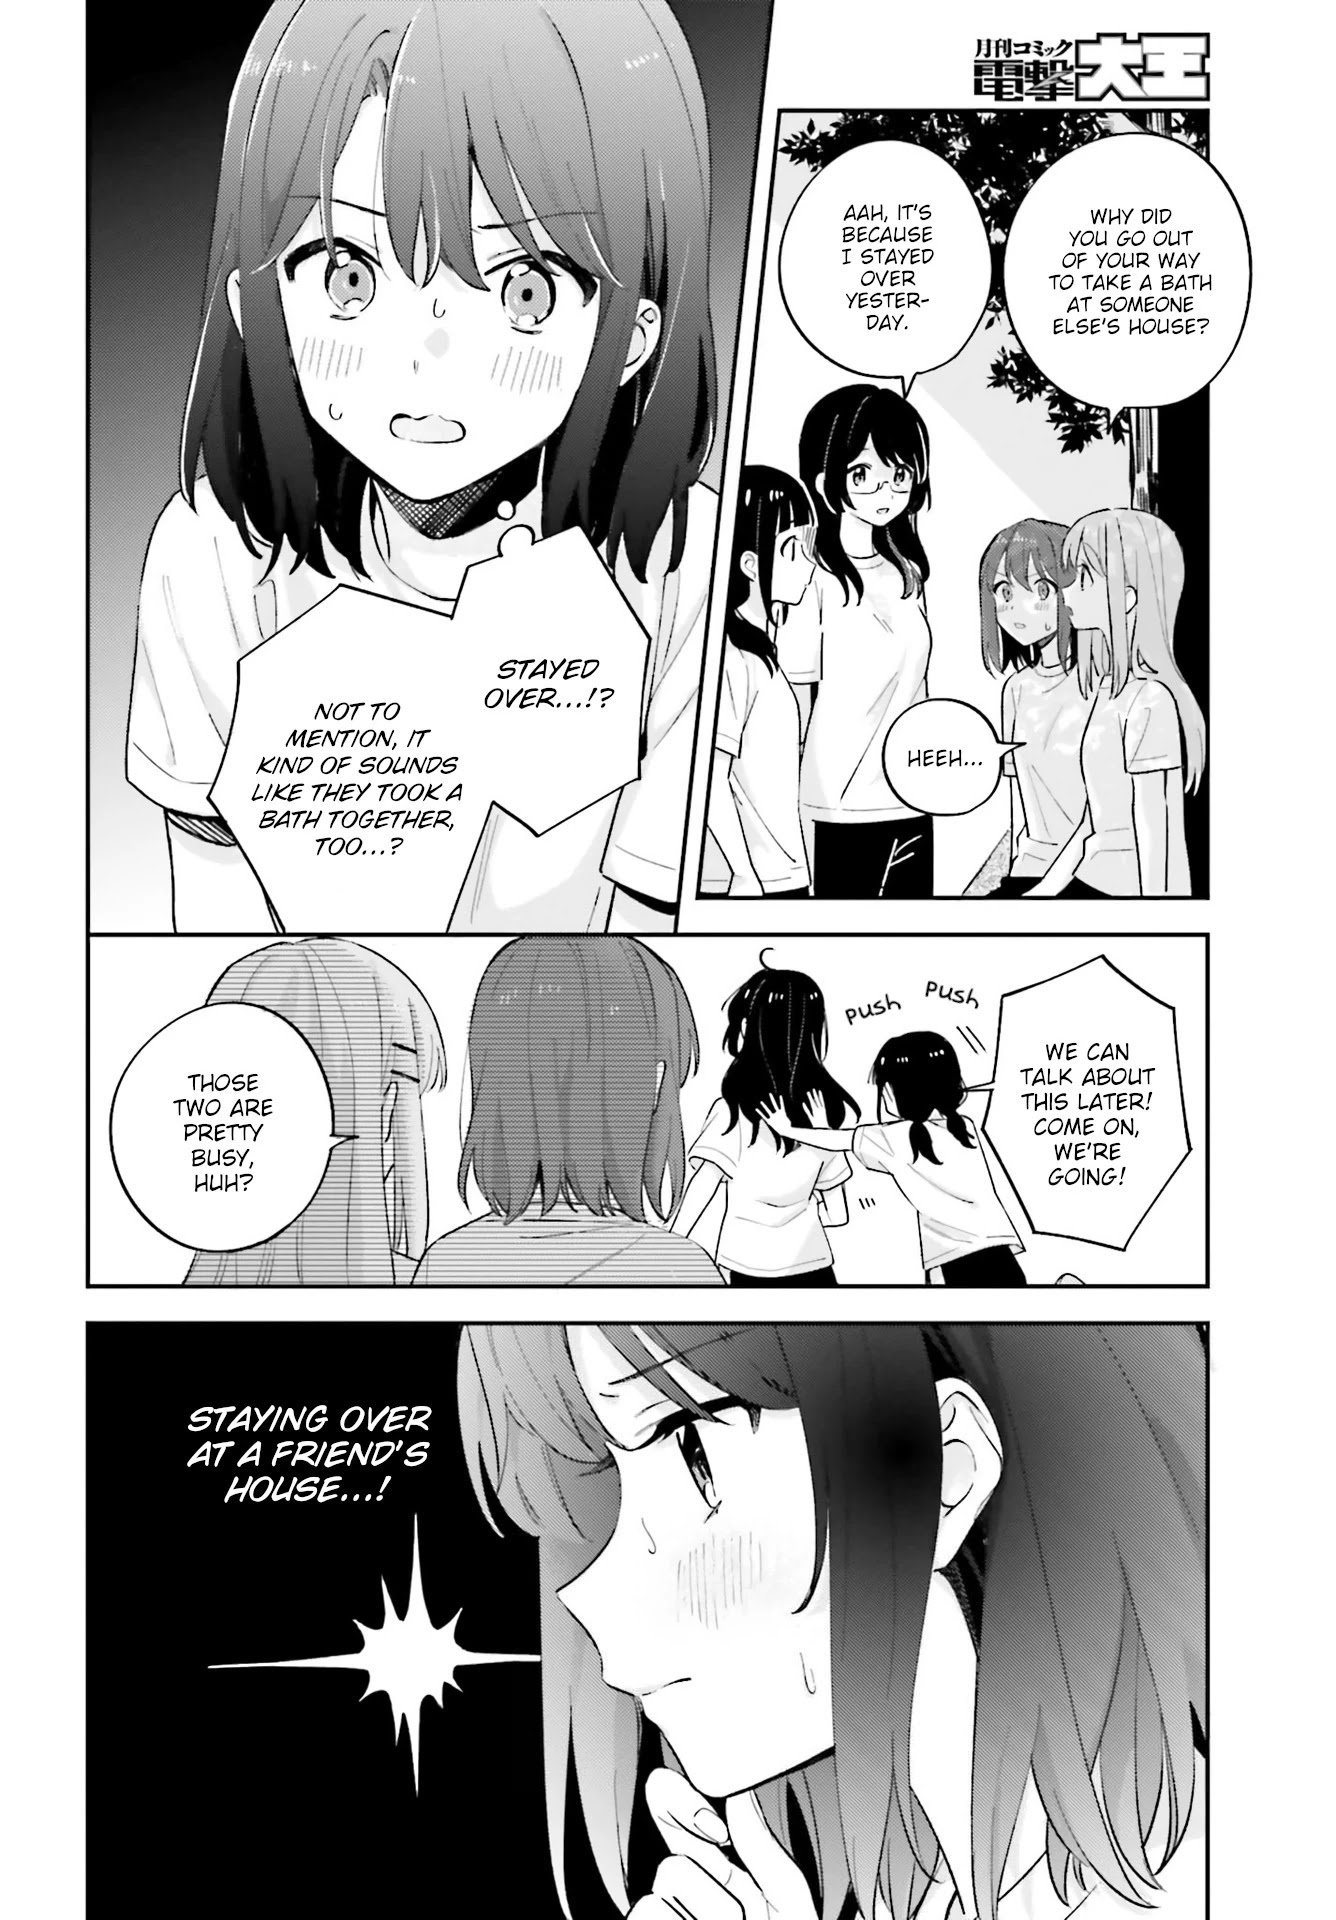 月刊コミック
電撃大王
WHY DID
YOU GO OUT
OF YOUR WAY
TO TAKE A BATH
AT SOMEONE
ELSE'S HOUSE?
AAH, IT'S
BECAUSE
I STAYED
OVER
YESTER-
DAY.
HEEH...
STAYED
OVER...!?
NOT TO
MENTION, IT
KIND OF SOUNDS
LIKE THEY TOOK A
BATH TOGETHER,
TOO...?
WE CAN
TALK ABOUT
THIS LATER!
COME ON,
WE'RE
GOING!
PUSH
PUSH
THOSE
TWO ARE
PRETTY
BUSY,
HUH?
STAYING OVER
AT A FRIEND'S
HOUSE...!